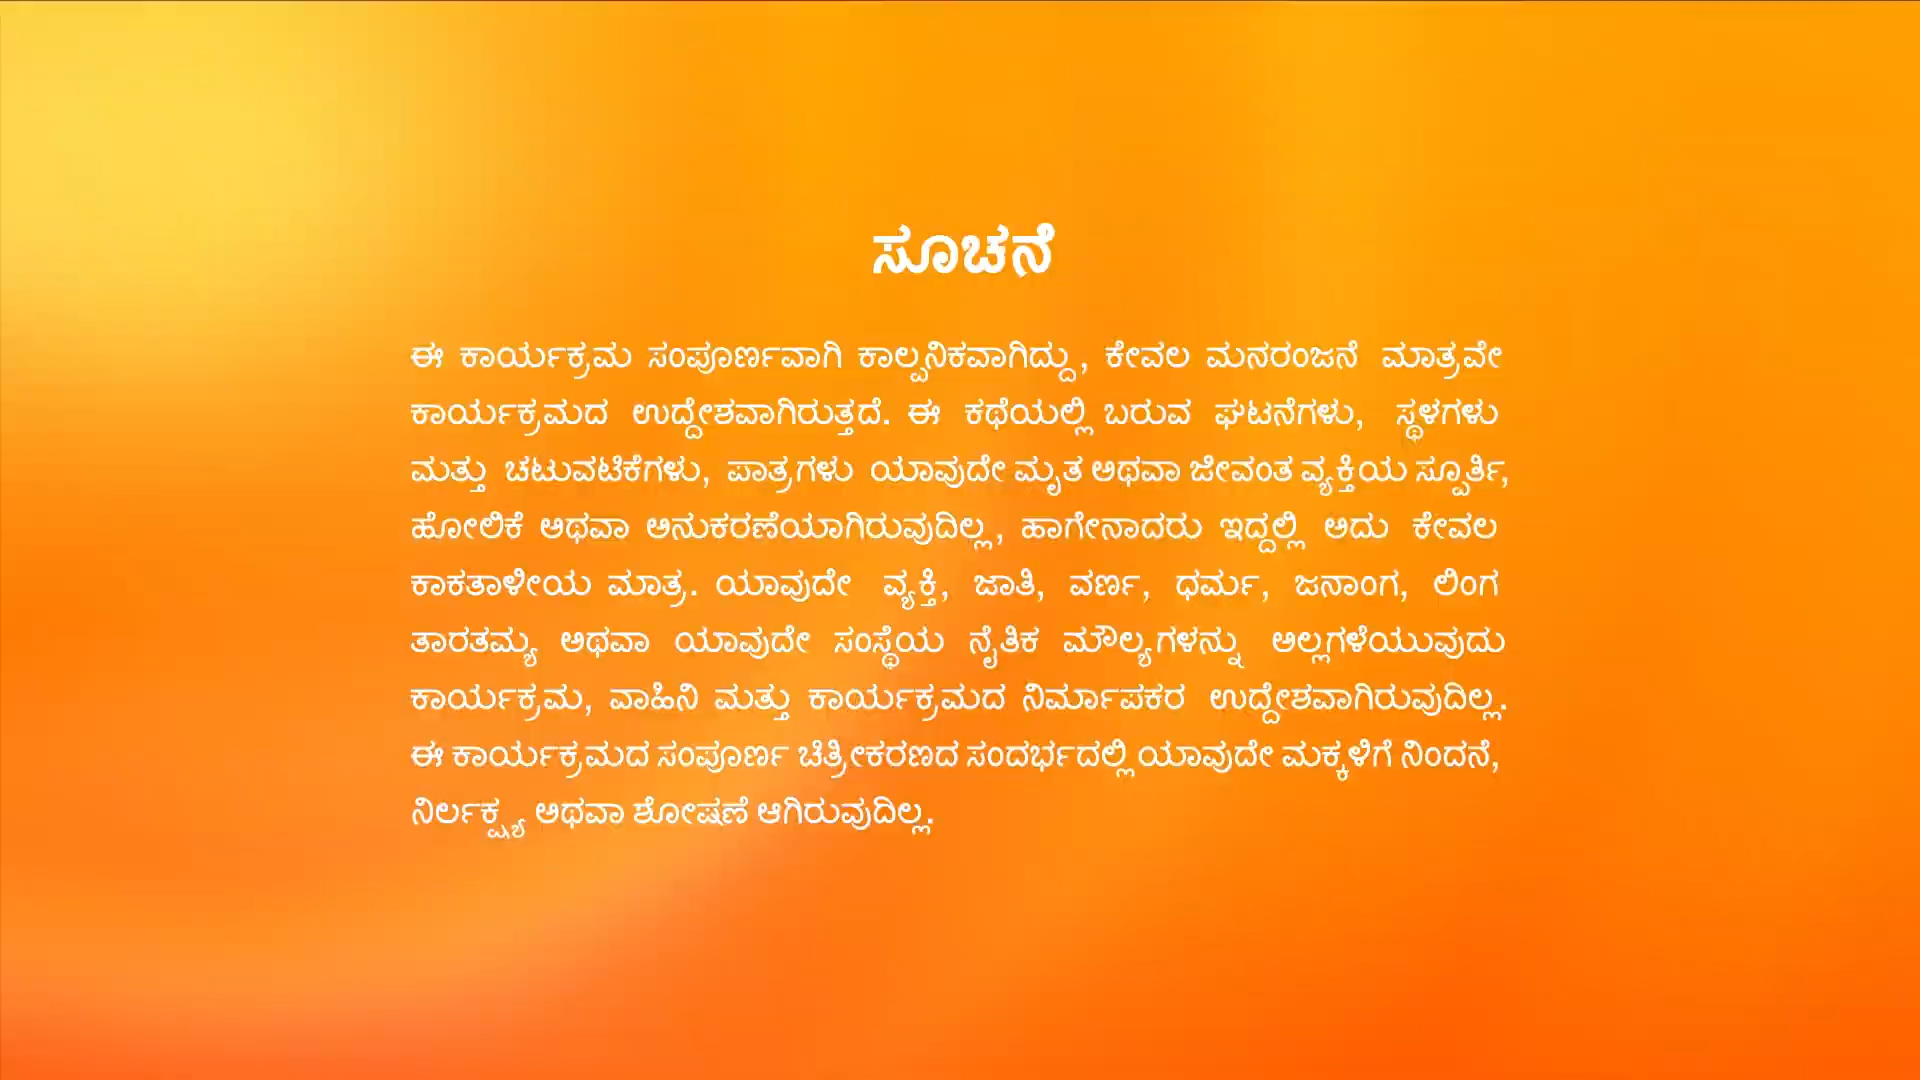 ಸೂಚನೆ
ಈ ಕಾರ್ಯಕ್ರಮ ಸಂಪೂರ್ಣವಾಗಿ ಕಾಲ್ಪನಿಕವಾಗಿದ್ದು, ಕೇವಲ ಮನರಂಜನೆ ಮಾತ್ರವೇ
ಕಾರ್ಯಕ್ರಮದ ಉದ್ದೇಶವಾಗಿರುತ್ತದೆ. ಈ ಕಥೆಯಲ್ಲಿ ಬರುವ ಘಟನೆಗಳು, ಸ್ಥಳಗಳು
ಮತ್ತು ಚಟುವಟಿಕೆಗಳು, ಪಾತ್ರಗಳು ಯಾವುದೇ ಮೃತ ಅಥವಾ ಜೀವಂತ ವ್ಯಕ್ತಿಯ ಸ್ಪೂರ್ತಿ,
ಹೋಲಿಕೆ ಅಥವಾ ಅನುಕರಣೆಯಾಗಿರುವುದಿಲ್ಲ, ಹಾಗೇನಾದರು ಇದ್ದಲ್ಲಿ ಅದು ಕೇವಲ
ಕಾಕತಾಳೀಯ ಮಾತ್ರ. ಯಾವುದೇ ವ್ಯಕ್ತಿ, ಜಾತಿ, ವರ್ಣ, ಧರ್ಮ, ಜನಾಂಗ, ಲಿಂಗ
ತಾರತಮ್ಯ ಅಥವಾ ಯಾವುದೇ ಸಂಸ್ಥೆಯ ನೈತಿಕ ಮೌಲ್ಯಗಳನ್ನು ಅಲ್ಲಗಳೆಯುವುದು
ಕಾರ್ಯಕ್ರಮ, ವಾಹಿನಿ ಮತ್ತು ಕಾರ್ಯಕ್ರಮದ ನಿರ್ಮಾಪಕರ ಉದ್ದೇಶವಾಗಿರುವುದಿಲ್ಲ.
ಈ ಕಾರ್ಯಕ್ರಮದ ಸಂಪೂರ್ಣ ಚಿತ್ರೀಕರಣದ ಸಂದರ್ಭದಲ್ಲಿ ಯಾವುದೇ ಮಕ್ಕಳಿಗೆ ನಿಂದನೆ,
ನಿರ್ಲಕ್ಷ್ಯ ಅಥವಾ ಶೋಷಣೆ ಆಗಿರುವುದಿಲ್ಲ.